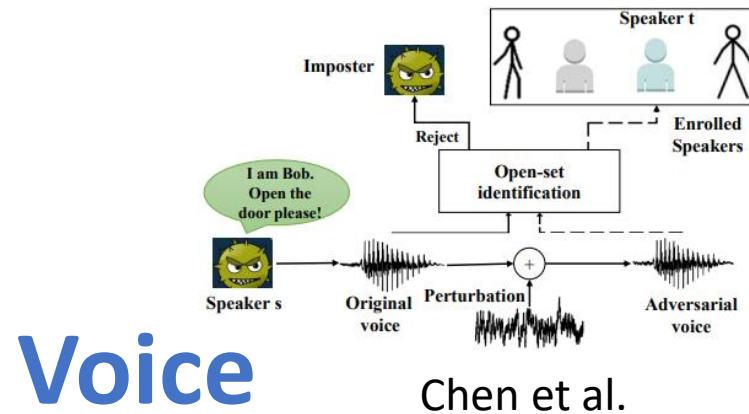 Speaker t
Imposter
Reject
Enrolled
Speakers
Open-set
identification
I am Bob.
Open the
door please!
Speaker s
Original
voice
Perturbation
+
Adversarial
voice
Voice
Chen et al.